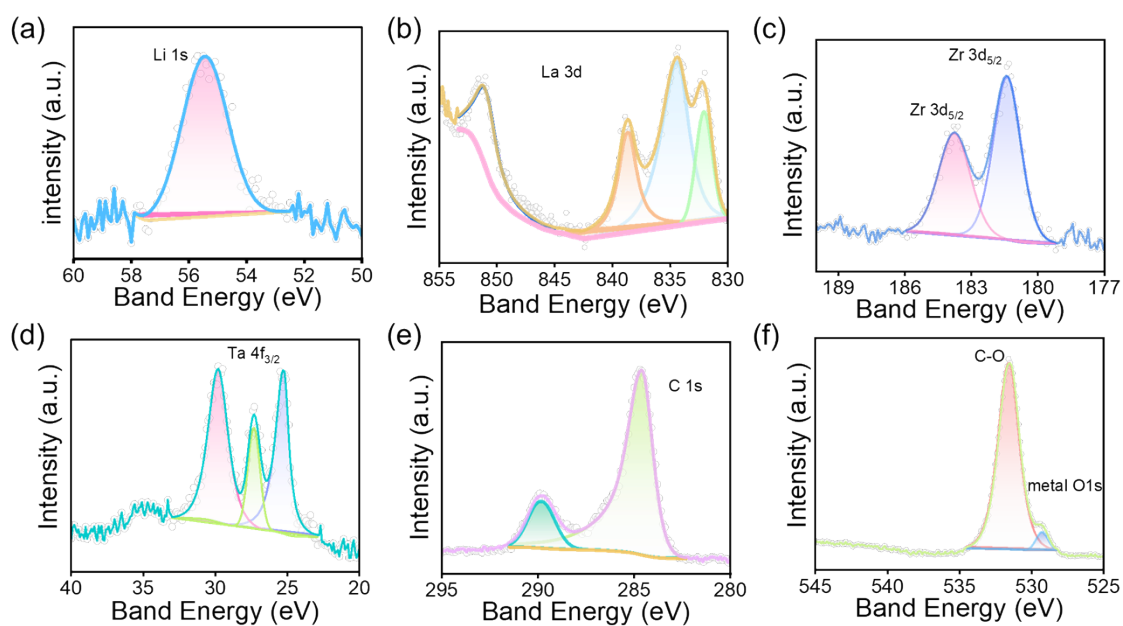 (a)
Li 1s
intensity (a.u.)
60 58 56 54 52 50
Band Energy (eV)
(b)
La 3d
Intensity (a.u.)
855 850 845 840 835 830
Band Energy (eV)
(c)
Zr 3d5/2
Zr 3d5/2
Intensity (a.u.)
189 186 183 180 177
Band Energy (eV)
(d)
Ta 4f3/2
Intensity (a.u.)
40 35 30 25 20
Band Energy (eV)
(e)
C 1s
Intensity (a.u.)
295 290 285 280
Band Energy (eV)
(f)
C-O
metal O1s
Intensity (a.u.)
545 540 535 530 525
Band Energy (eV)